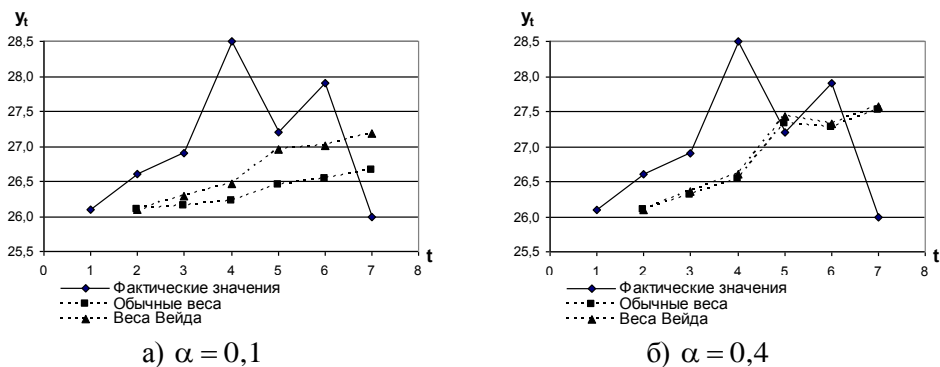 yt
28,5
28,0
27,5
27,0
26,5
26,0
25,5
0 1 2 3 4 5 6 7 8
t
Фактические значения
Обычные веса
Веса Вейда
а) α = 0,1
yt
28,5
28,0
27,5
27,0
26,5
26,0
25,5
0 1 2 3 4 5 6 7 8
t
Фактические значения
Обычные веса
Веса Вейда
б) α = 0,4